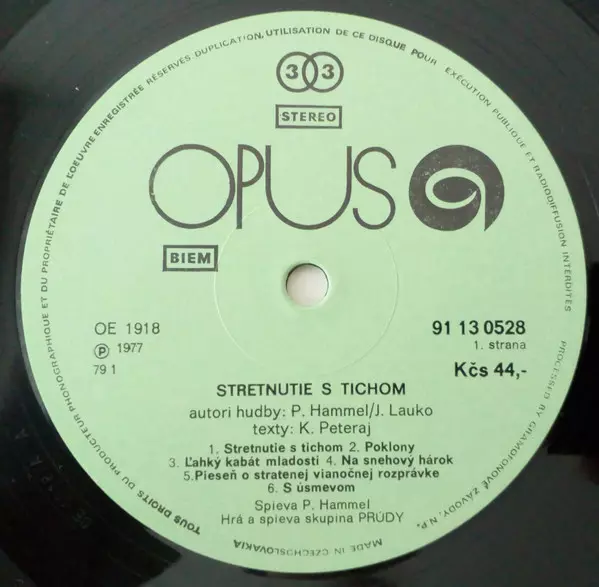 TOUS DROITS DU PRODUCTEUR PHONOGRAPHIQUE ET DU PROPRIÉTAIRE DE L'OEUVRE ENREGISTRÉE RÉSERVÉS·DUPLICATION, UTILISATION DE CE DISQUE POUR EXÉCUTION PUBLIQUE ET RADIODIFFUSION INTERDITES
PROCESSED BY GRAMOFONOVÉ ZÁVODY, N.P.
MADE IN CZECHOSLOVAKIA
33
STEREO
OPUS
BIEM
OE 1918
91 13 0528
Ⓟ 1977
1. strana
79 1
Kčs 44,-
STRETNUTIE S TICHOM
autori hudby: P. Hammel/J. Lauko
texty: K. Peteraj
1. Stretnutie s tichom 2. Poklony
3. Ľahký kabát mladosti 4. Na snehový hárok
5.Pieseň o stratenej vianočnej rozprávke
6. S úsmevom
Spieva P. Hammel
Hrá a spieva skupina PRÚDY